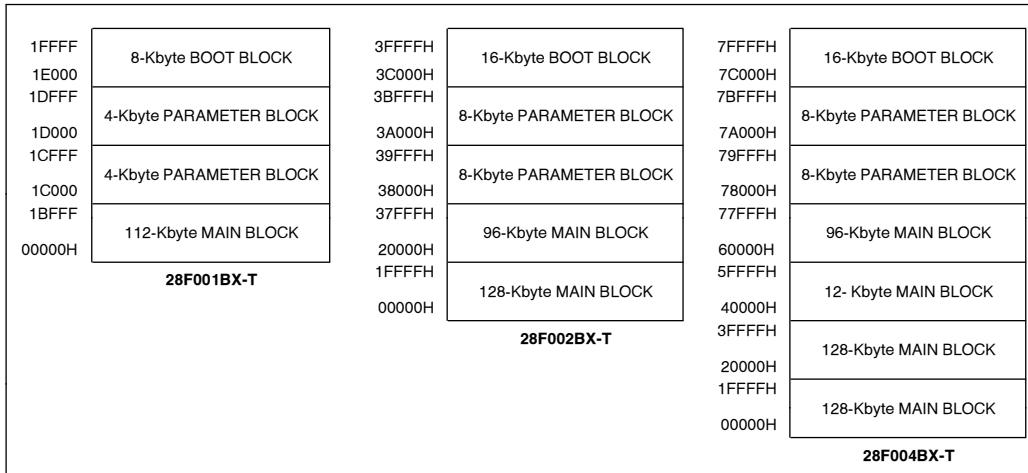 1FFFF
8-Kbyte BOOT BLOCK
1E000
1DFFF
4-Kbyte PARAMETER BLOCK
1D000
1CFFF
4-Kbyte PARAMETER BLOCK
1C000
1BFFF
112-Kbyte MAIN BLOCK
00000H
28F001BX-T
3FFFFH
16-Kbyte BOOT BLOCK
3C000H
3BFFFH
8-Kbyte PARAMETER BLOCK
3A000H
39FFFH
8-Kbyte PARAMETER BLOCK
38000H
37FFFH
96-Kbyte MAIN BLOCK
20000H
1FFFFH
128-Kbyte MAIN BLOCK
00000H
28F002BX-T
7FFFFH
16-Kbyte BOOT BLOCK
7C000H
7BFFFH
8-Kbyte PARAMETER BLOCK
7A000H
79FFFH
8-Kbyte PARAMETER BLOCK
78000H
77FFFH
96-Kbyte MAIN BLOCK
60000H
5FFFFH
12- Kbyte MAIN BLOCK
40000H
3FFFFH
128-Kbyte MAIN BLOCK
20000H
1FFFFH
128-Kbyte MAIN BLOCK
00000H
28F004BX-T